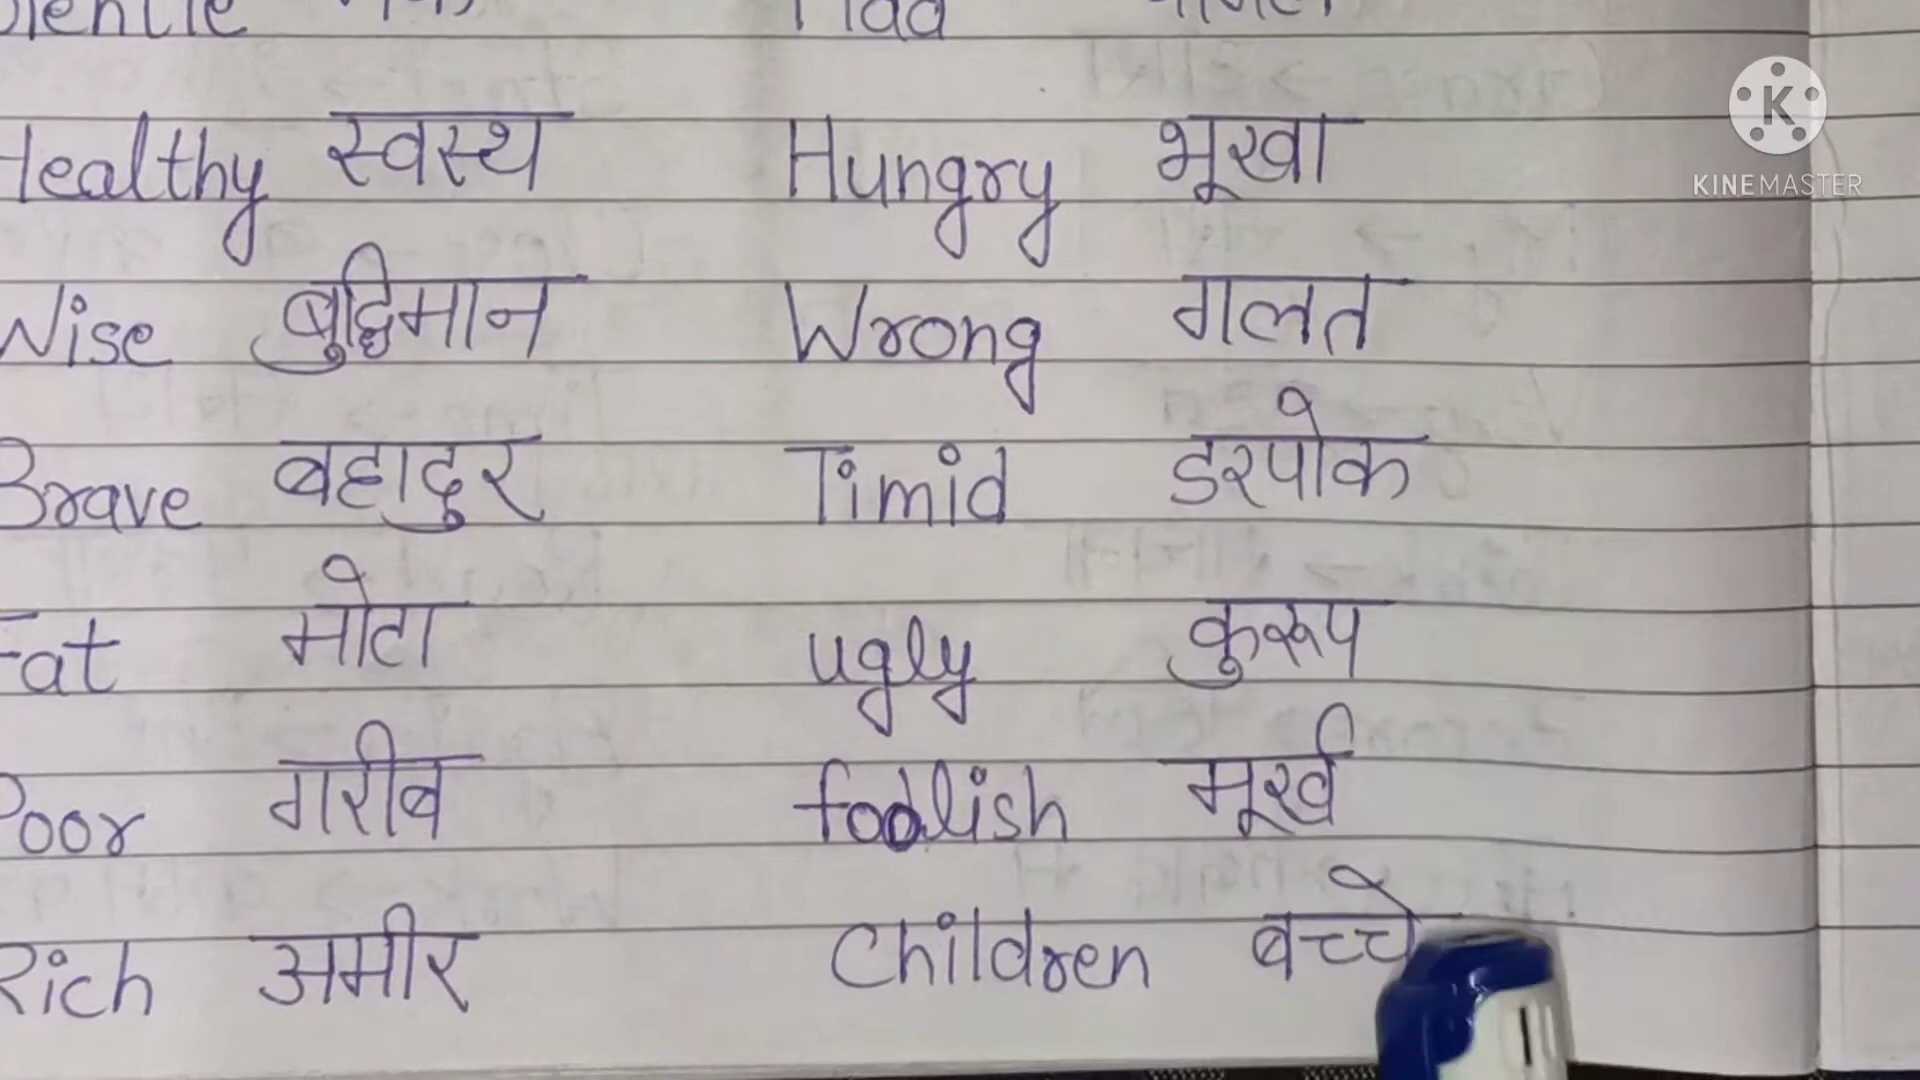 Healthy स्वस्थ Hungry भूखा
KINEMASTER
Wise बुद्धिमान Wrong गलत
Brave बहादुर Timid डरपोक
Fat मोटा ugly कुरूप
Poor गरीब foolish मूर्ख
Rich अमीर Children बच्चे